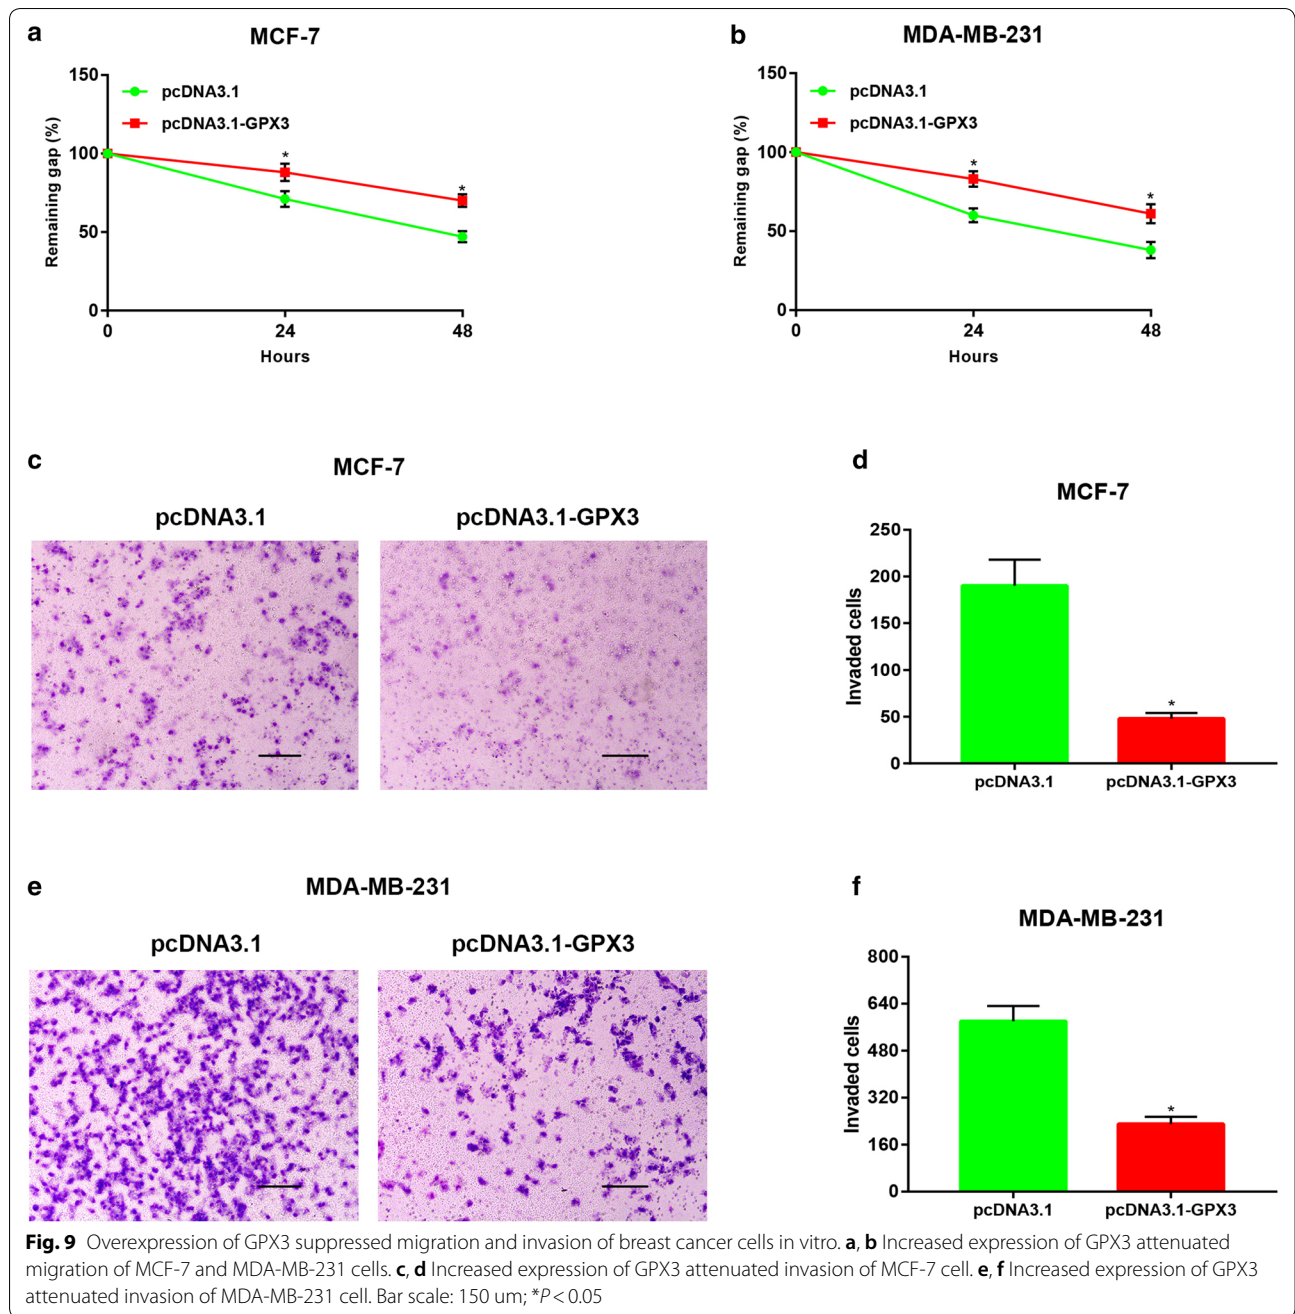 a
MCF-7
150
100
50
0
Remaining gap (%)
pcDNA3.1
pcDNA3.1-GPX3
*
*
0
24
48
Hours
b
MDA-MB-231
150
100
50
0
Remaining gap (%)
pcDNA3.1
pcDNA3.1-GPX3
*
*
0
24
48
Hours
c
MCF-7
pcDNA3.1
pcDNA3.1-GPX3
d
MCF-7
250
200
150
100
50
0
Invaded cells
*
pcDNA3.1
pcDNA3.1-GPX3
e
MDA-MB-231
pcDNA3.1
pcDNA3.1-GPX3
f
MDA-MB-231
800
640
480
320
160
0
Invaded cells
*
pcDNA3.1
pcDNA3.1-GPX3
Fig. 9 Overexpression of GPX3 suppressed migration and invasion of breast cancer cells in vitro. a, b Increased expression of GPX3 attenuated
migration of MCF-7 and MDA-MB-231 cells. c, d Increased expression of GPX3 attenuated invasion of MCF-7 cell. e, f Increased expression of GPX3
attenuated invasion of MDA-MB-231 cell. Bar scale: 150 um; *P < 0.05